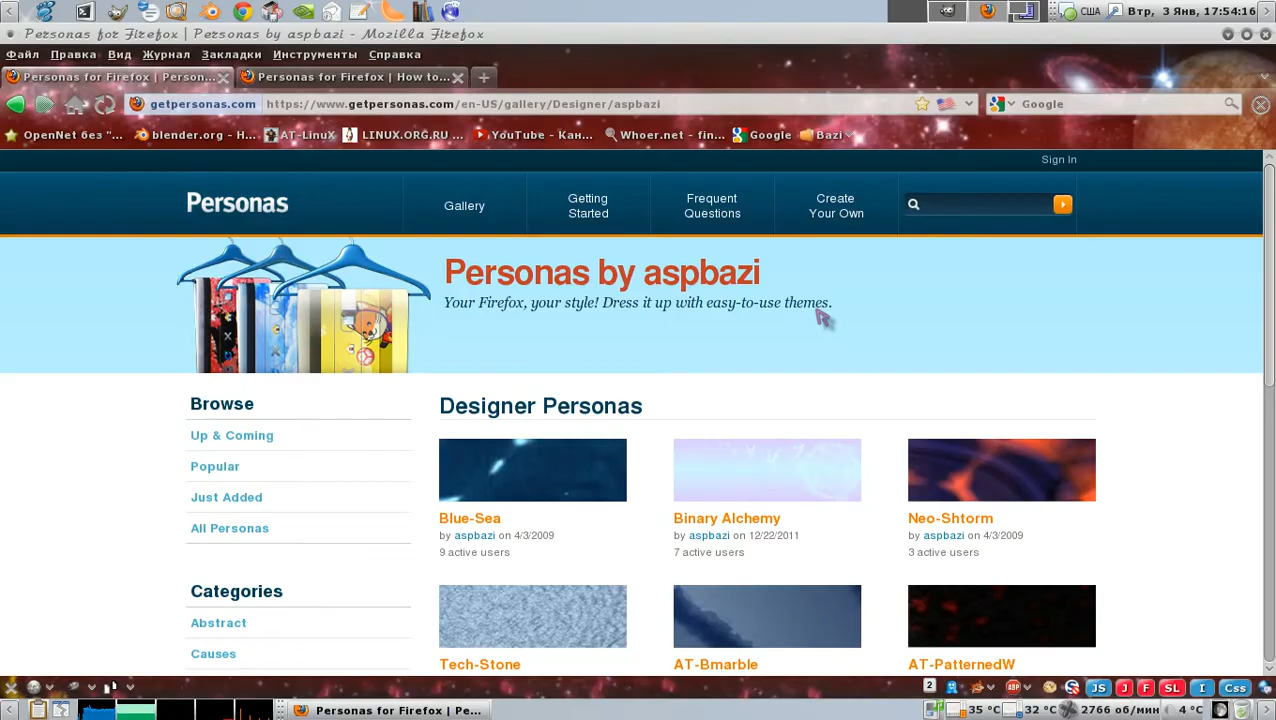 США Втр, 3 Янв, 17:54:16
Personas for Firefox | Personas by aspbazi - Mozilla Firefox
Файл Правка Вид Журнал Закладки Инструменты Справка
Personas for Firefox | Person... Personas for Firefox | How to...
getpersonas.com https://www.getpersonas.com/en-US/gallery/Designer/aspbazi Google
OpenNet без "... blender.org - Н... AT-LinuX LINUX.ORG.RU ... YouTube - Кан... Whoer.net - fin... Google Bazi
Sign In
Personas Gallery Getting Started Frequent Questions Create Your Own
Personas by aspbazi
Your Firefox, your style! Dress it up with easy-to-use themes.
Browse
Up & Coming
Popular
Just Added
All Personas
Categories
Abstract
Causes
Designer Personas
Blue-Sea
by aspbazi on 4/3/2009
9 active users
Binary Alchemy
by aspbazi on 12/22/2011
7 active users
Neo-Shtorm
by aspbazi on 4/3/2009
3 active users
Tech-Stone
AT-Bmarble
AT-PatternedW
2 ABP JS J F SL I Css
Personas for Firefox | Pe... 35 °C 32 °C 2766 об/мин 4 °C